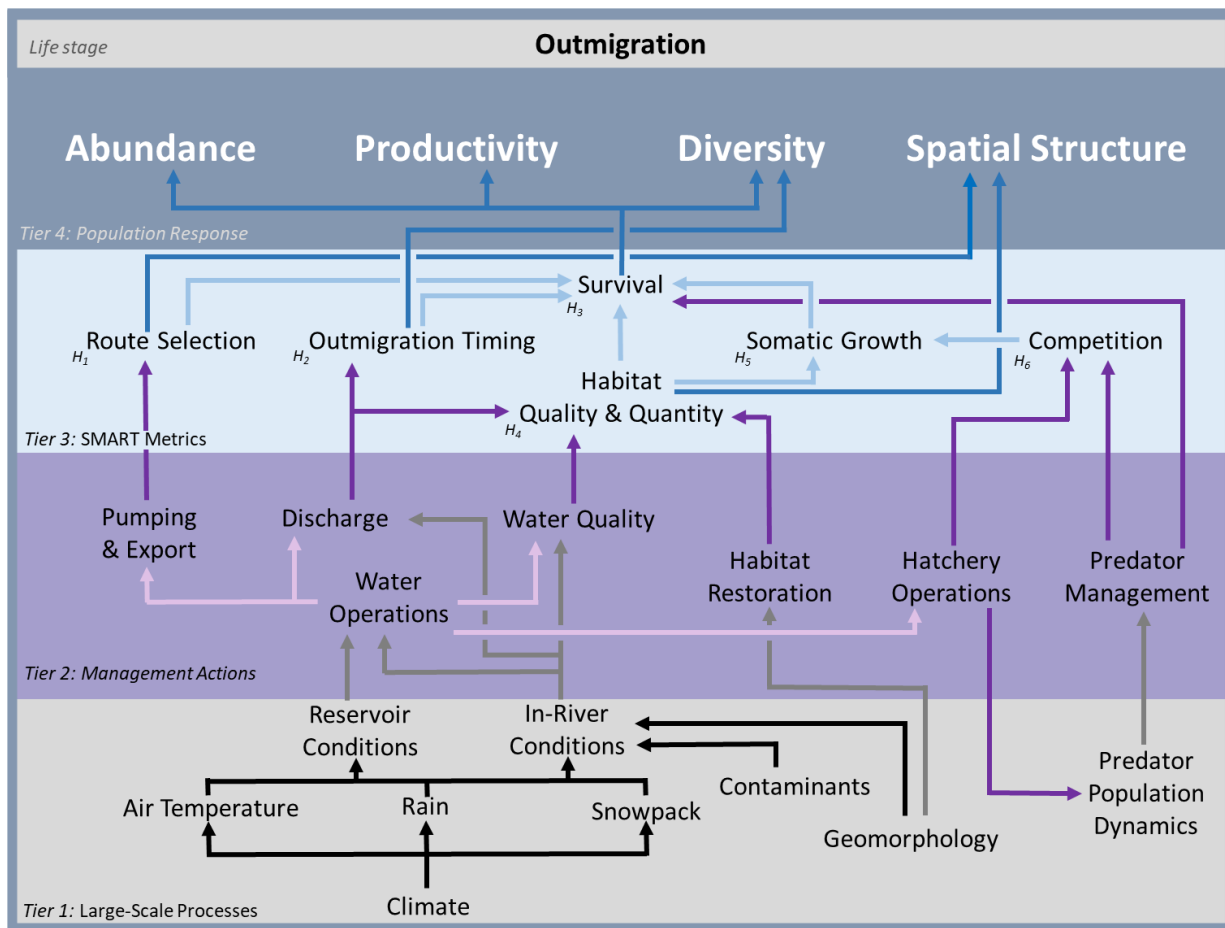 Life stage
Outmigration
Abundance
Productivity
Diversity
Spatial Structure
Tier 4: Population Response
Survival
H3
Route Selection
H1
Outmigration Timing
H2
Somatic Growth
H5
Competition
H6
Habitat
Quality & Quantity
H4
Tier 3: SMART Metrics
Pumping
& Export
Discharge
Water Quality
Water
Operations
Habitat
Restoration
Hatchery
Operations
Predator
Management
Tier 2: Management Actions
Reservoir
Conditions
In-River
Conditions
Contaminants
Predator
Population
Dynamics
Air Temperature
Rain
Snowpack
Geomorphology
Climate
Tier 1: Large-Scale Processes